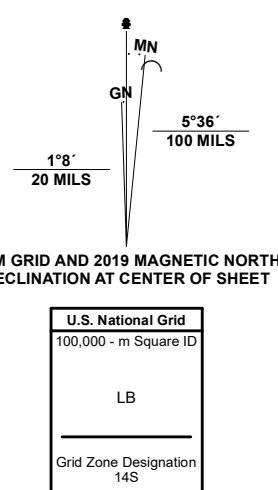 MN
GN
5°36´
100 MILS
1°8´
20 MILS
M GRID AND 2019 MAGNETIC NORTH
ECLINATION AT CENTER OF SHEET
U.S. National Grid
100,000 - m Square ID
LB
Grid Zone Designation
14S